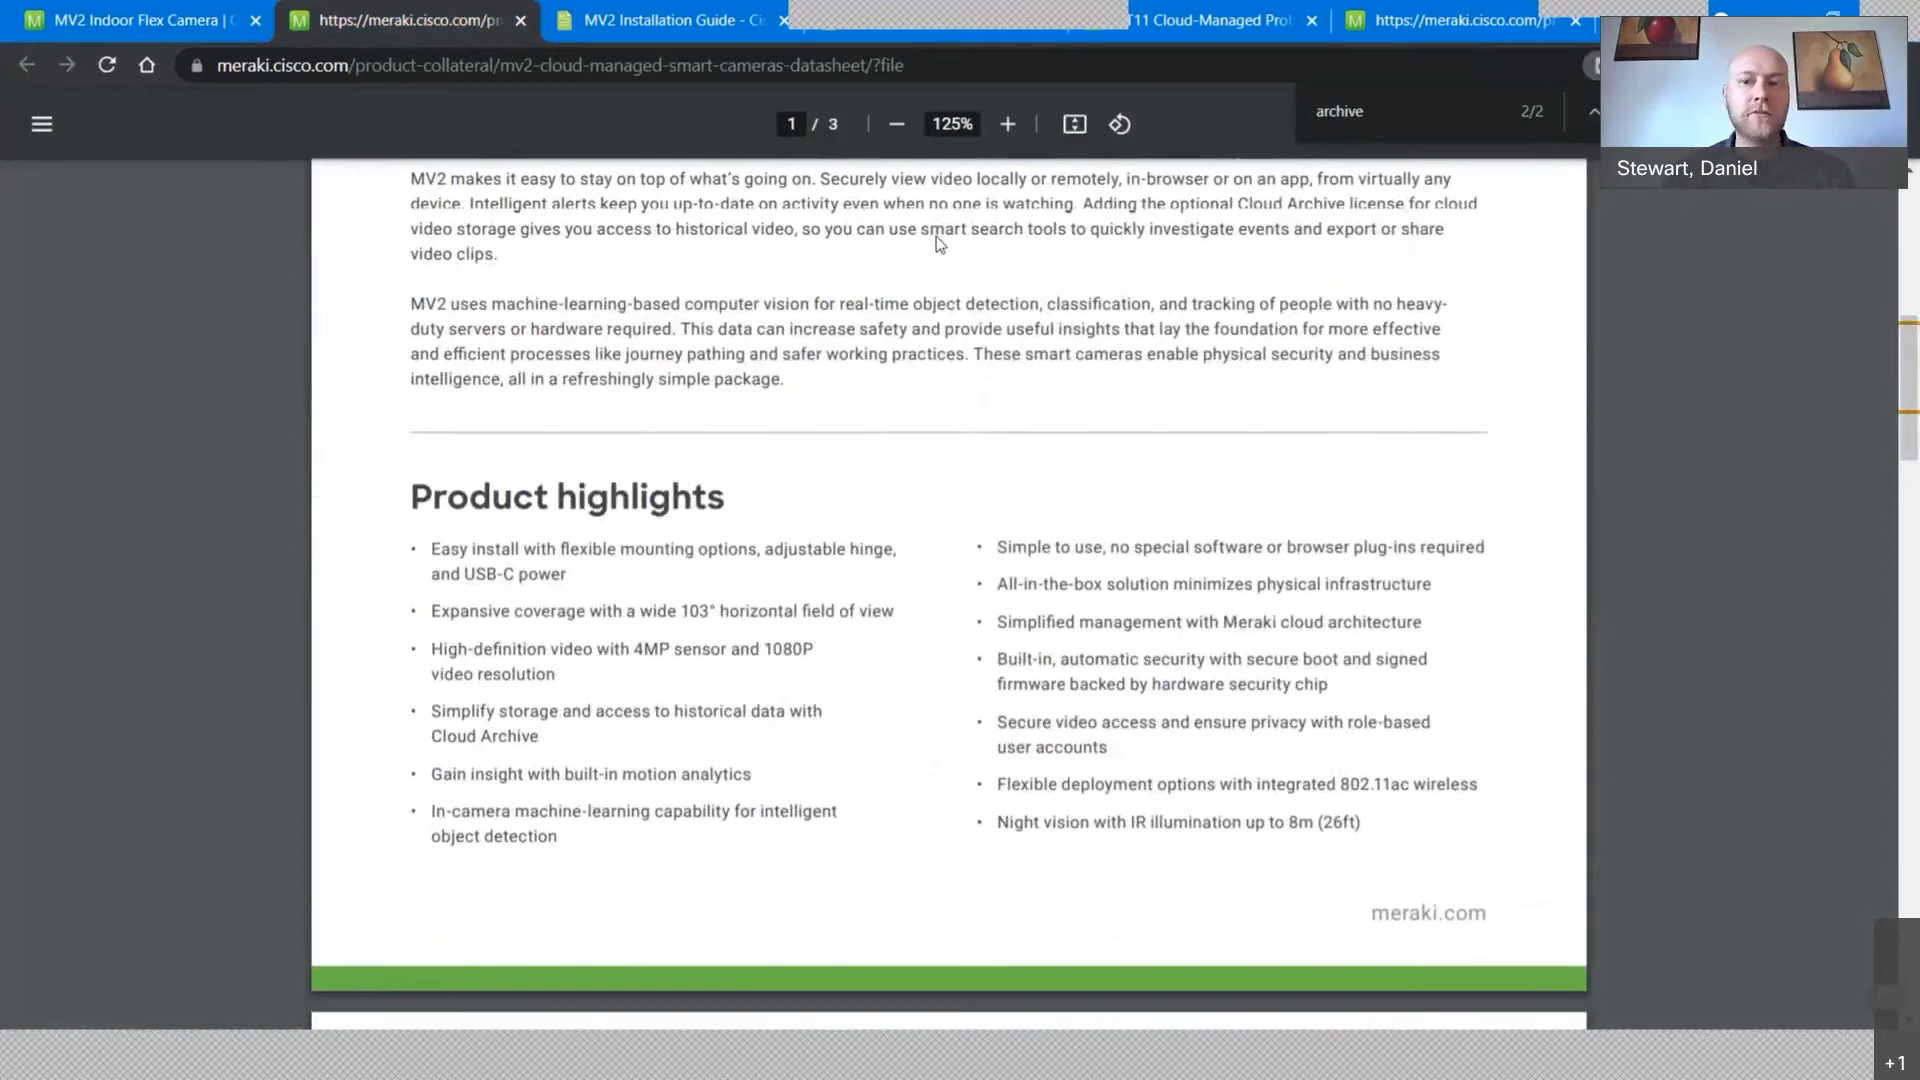 MV2 Indoor Flex Camera |
https://meraki.cisco.com/pr
MV2 Installation Guide - Ci
T11 Cloud-Managed Pro
https://meraki.cisco.com/pr
meraki.cisco.com/product-collateral/mv2-cloud-managed-smart-cameras-datasheet/?file
1 / 3
125%
archive
2/2
Stewart, Daniel
MV2 makes it easy to stay on top of what's going on. Securely view video locally or remotely, in-browser or on an app, from virtually any
device. Intelligent alerts keep you up-to-date on activity even when no one is watching. Adding the optional Cloud Archive license for cloud
video storage gives you access to historical video, so you can use smart search tools to quickly investigate events and export or share
video clips.
MV2 uses machine-learning-based computer vision for real-time object detection, classification, and tracking of people with no heavy-
duty servers or hardware required. This data can increase safety and provide useful insights that lay the foundation for more effective
and efficient processes like journey pathing and safer working practices. These smart cameras enable physical security and business
intelligence, all in a refreshingly simple package.
Product highlights
• Easy install with flexible mounting options, adjustable hinge,
and USB-C power
• Expansive coverage with a wide 103° horizontal field of view
• High-definition video with 4MP sensor and 1080P
video resolution
• Simplify storage and access to historical data with
Cloud Archive
• Gain insight with built-in motion analytics
• In-camera machine-learning capability for intelligent
object detection
• Simple to use, no special software or browser plug-ins required
• All-in-the-box solution minimizes physical infrastructure
• Simplified management with Meraki cloud architecture
• Built-in, automatic security with secure boot and signed
firmware backed by hardware security chip
• Secure video access and ensure privacy with role-based
user accounts
• Flexible deployment options with integrated 802.11ac wireless
• Night vision with IR illumination up to 8m (26ft)
meraki.com
+1